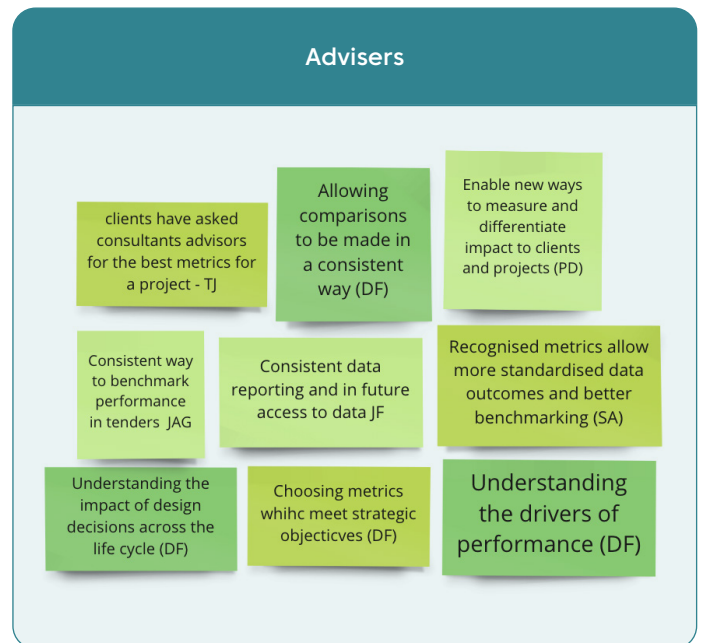 Advisers
clients have asked
consultants advisors
for the best metrics for
a project - TJ
Allowing
comparisons
to be made in
a consistent
way (DF)
Enable new ways
to measure and
differentiate
impact to clients
and projects (PD)
Consistent way
to benchmark
performance
in tenders  JAG
Consistent data
reporting and in future
access to data JF
Recognised metrics allow
more standardised data
outcomes and better
benchmarking (SA)
Understanding the
impact of design
decisions across the
life cycle (DF)
Choosing metrics
whihc meet strategic
objecticves (DF)
Understanding
the drivers of
performance (DF)